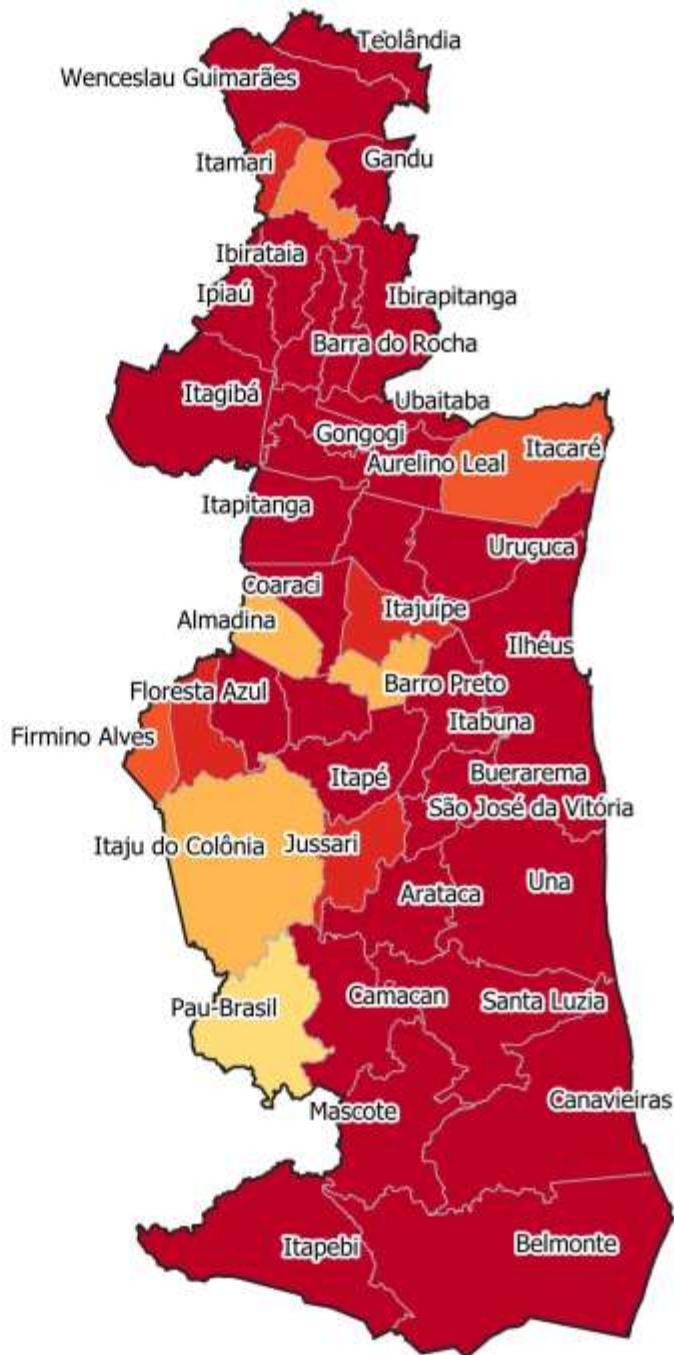 Teolândia
Wenceslau Guimarães
Itamari
Gandu
Ibirataia
Ipiaú
Ibirapitanga
Barra do Rocha
Itagibá
Ubaitaba
Gongogi
Itacaré
Aurelino Leal
Itapitanga
Uruçuca
Coaraci
Itajuípe
Almadina
Ilhéus
Barro Preto
Floresta Azul
Itabuna
Firmino Alves
Itapé
Buerarema
São José da Vitória
Itaju do Colônia
Jussari
Arataca
Una
Pau-Brasil
Camacan
Santa Luzia
Mascote
Canavieiras
Itapebi
Belmonte